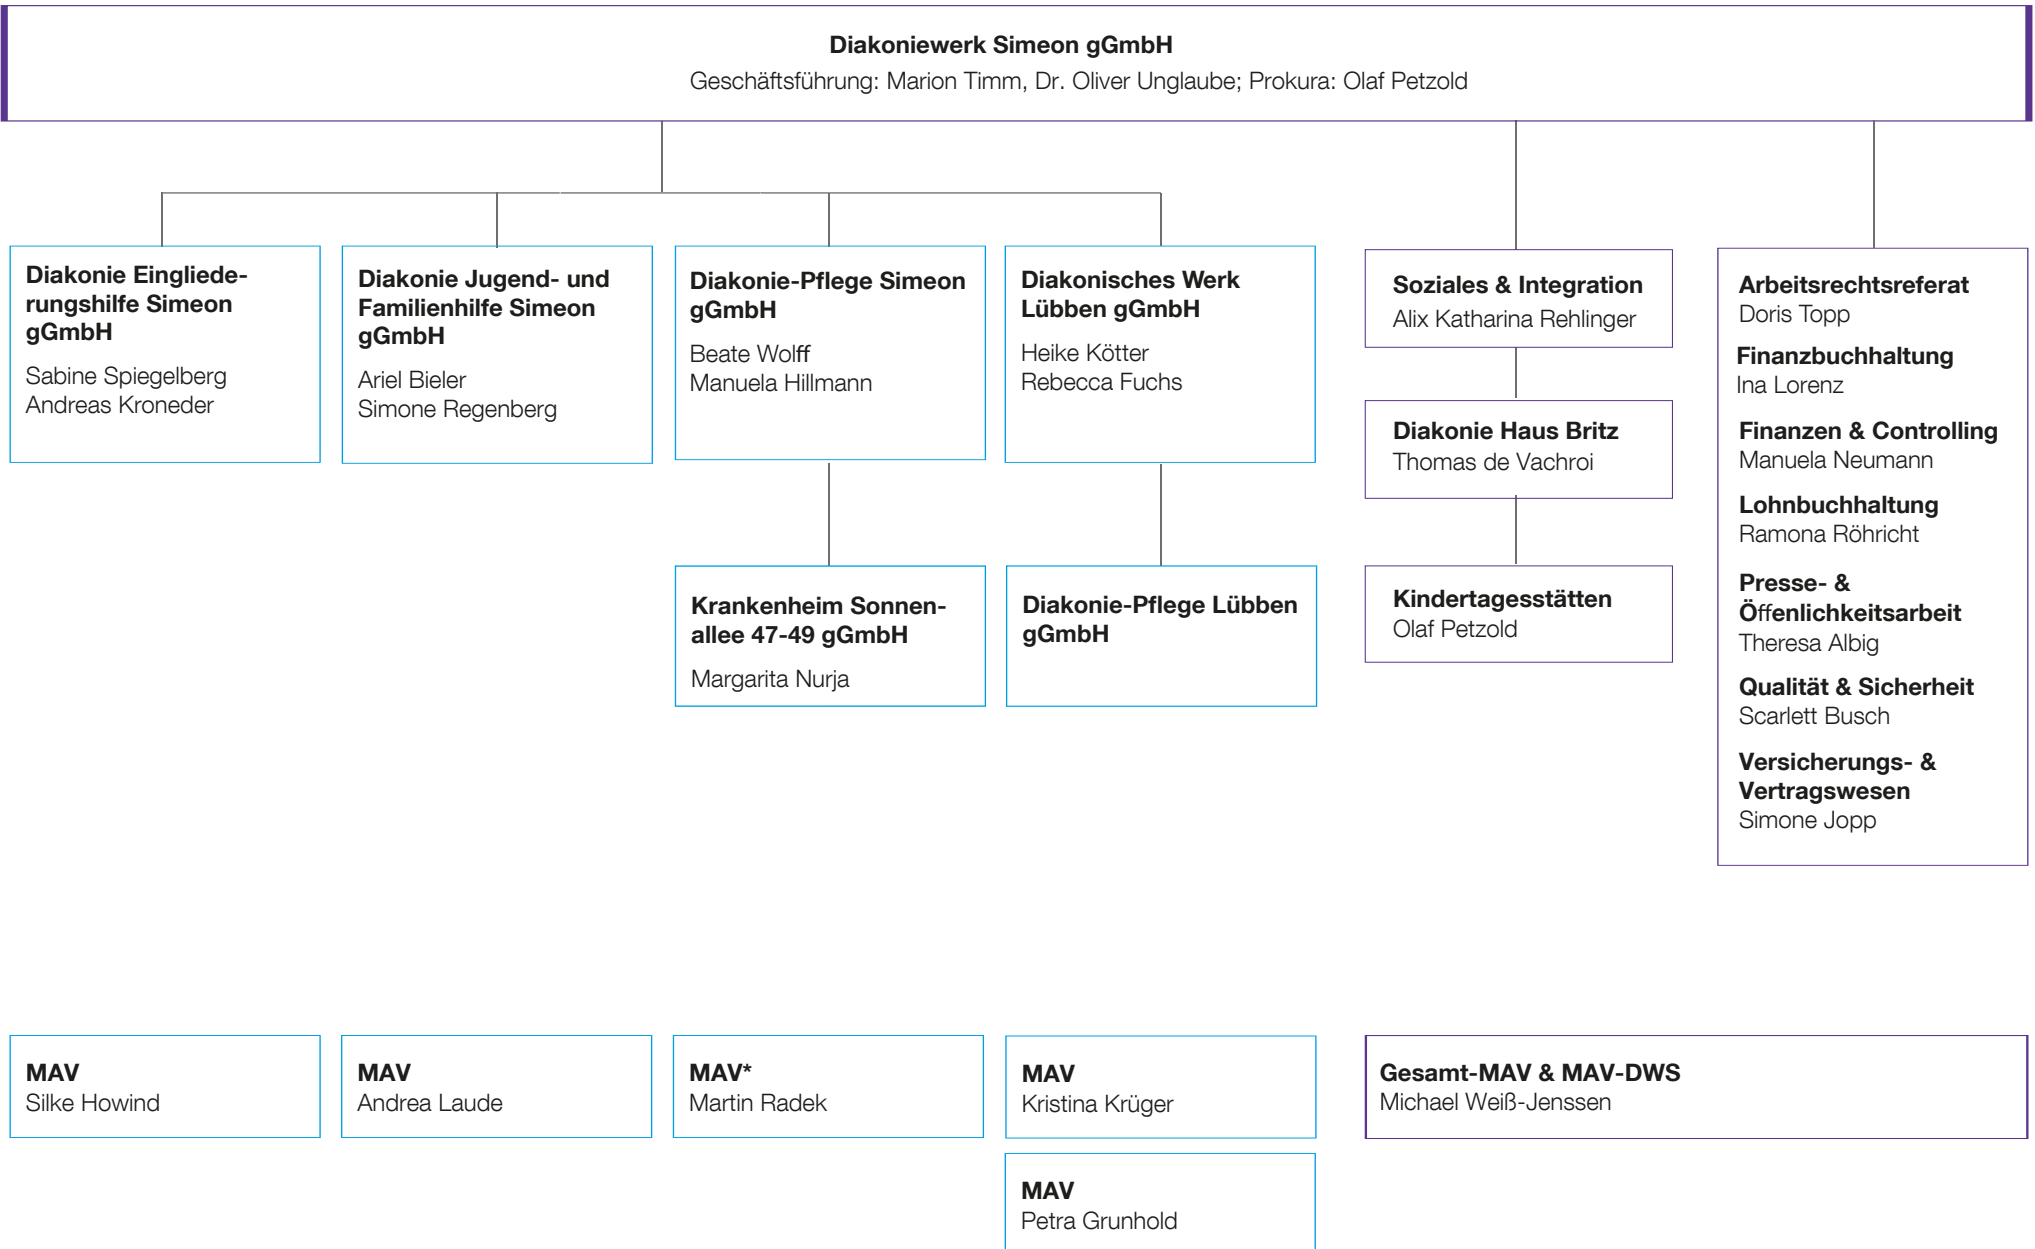 Diakoniewerk Simeon gGmbH
Geschäftsführung: Marion Timm, Dr. Oliver Unglaube; Prokura: Olaf Petzold
Diakonie Eingliede-
rungshilfe Simeon
gGmbH
Sabine Spiegelberg
Andreas Kroneder
Diakonie Jugend- und
Familienhilfe Simeon
gGmbH
Ariel Bieler
Simone Regenberg
Diakonie-Pflege Simeon
gGmbH
Beate Wolff
Manuela Hillmann
Diakonisches Werk
Lübben gGmbH
Heike Kötter
Rebecca Fuchs
Soziales & Integration
Alix Katharina Rehlinger
Diakonie Haus Britz
Thomas de Vachroi
Kindertagesstätten
Olaf Petzold
Arbeitsrechtsreferat
Doris Topp
Finanzbuchhaltung
Ina Lorenz
Finanzen & Controlling
Manuela Neumann
Lohnbuchhaltung
Ramona Röhricht
Presse- &
Öffenlichkeitsarbeit
Theresa Albig
Qualität & Sicherheit
Scarlett Busch
Versicherungs- &
Vertragswesen
Simone Jopp
Krankenheim Sonnen-
allee 47-49 gGmbH
Margarita Nurja
Diakonie-Pflege Lübben
gGmbH
MAV
Silke Howind
MAV
Andrea Laude
MAV*
Martin Radek
MAV
Kristina Krüger
MAV
Petra Grunhold
Gesamt-MAV & MAV-DWS
Michael Weiß-Jenssen